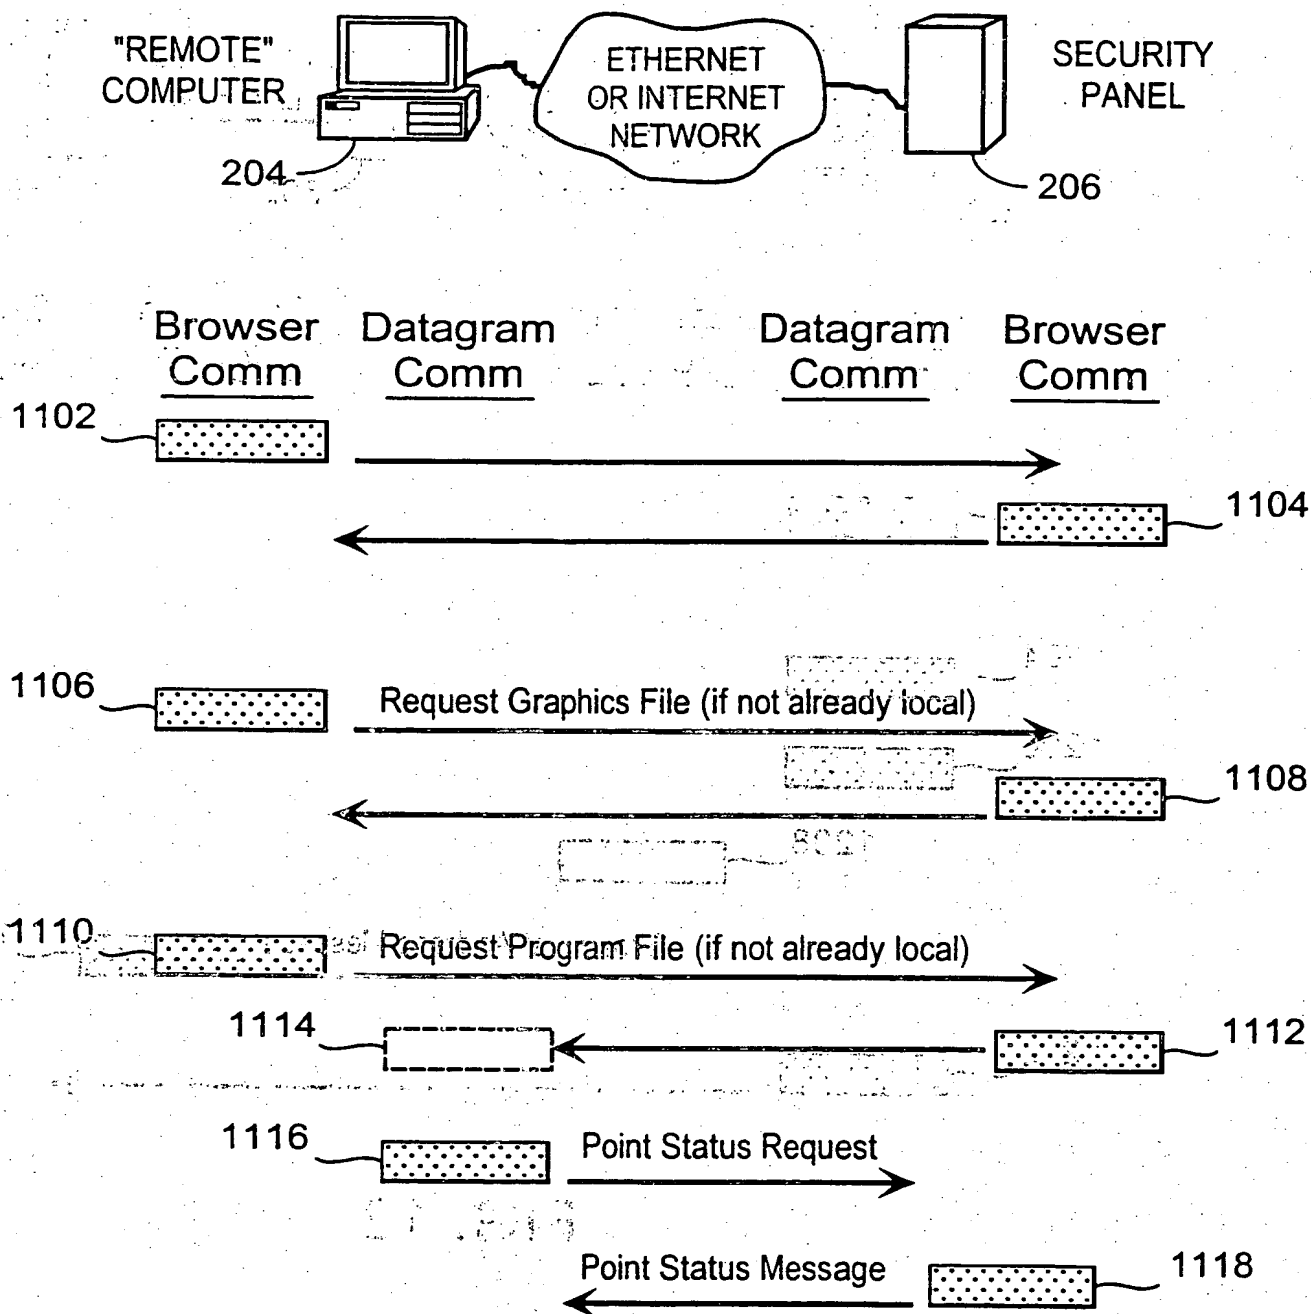 "REMOTE"
COMPUTER
ETHERNET
OR INTERNET
NETWORK
SECURITY
PANEL
204
206
Browser
Comm
Datagram
Comm
Datagram
Comm
Browser
Comm
1102
1104
1106
Request Graphics File (if not already local)
1108
1110
Request Program File (if not already local)
1114
1112
1116
Point Status Request
Point Status Message
1118